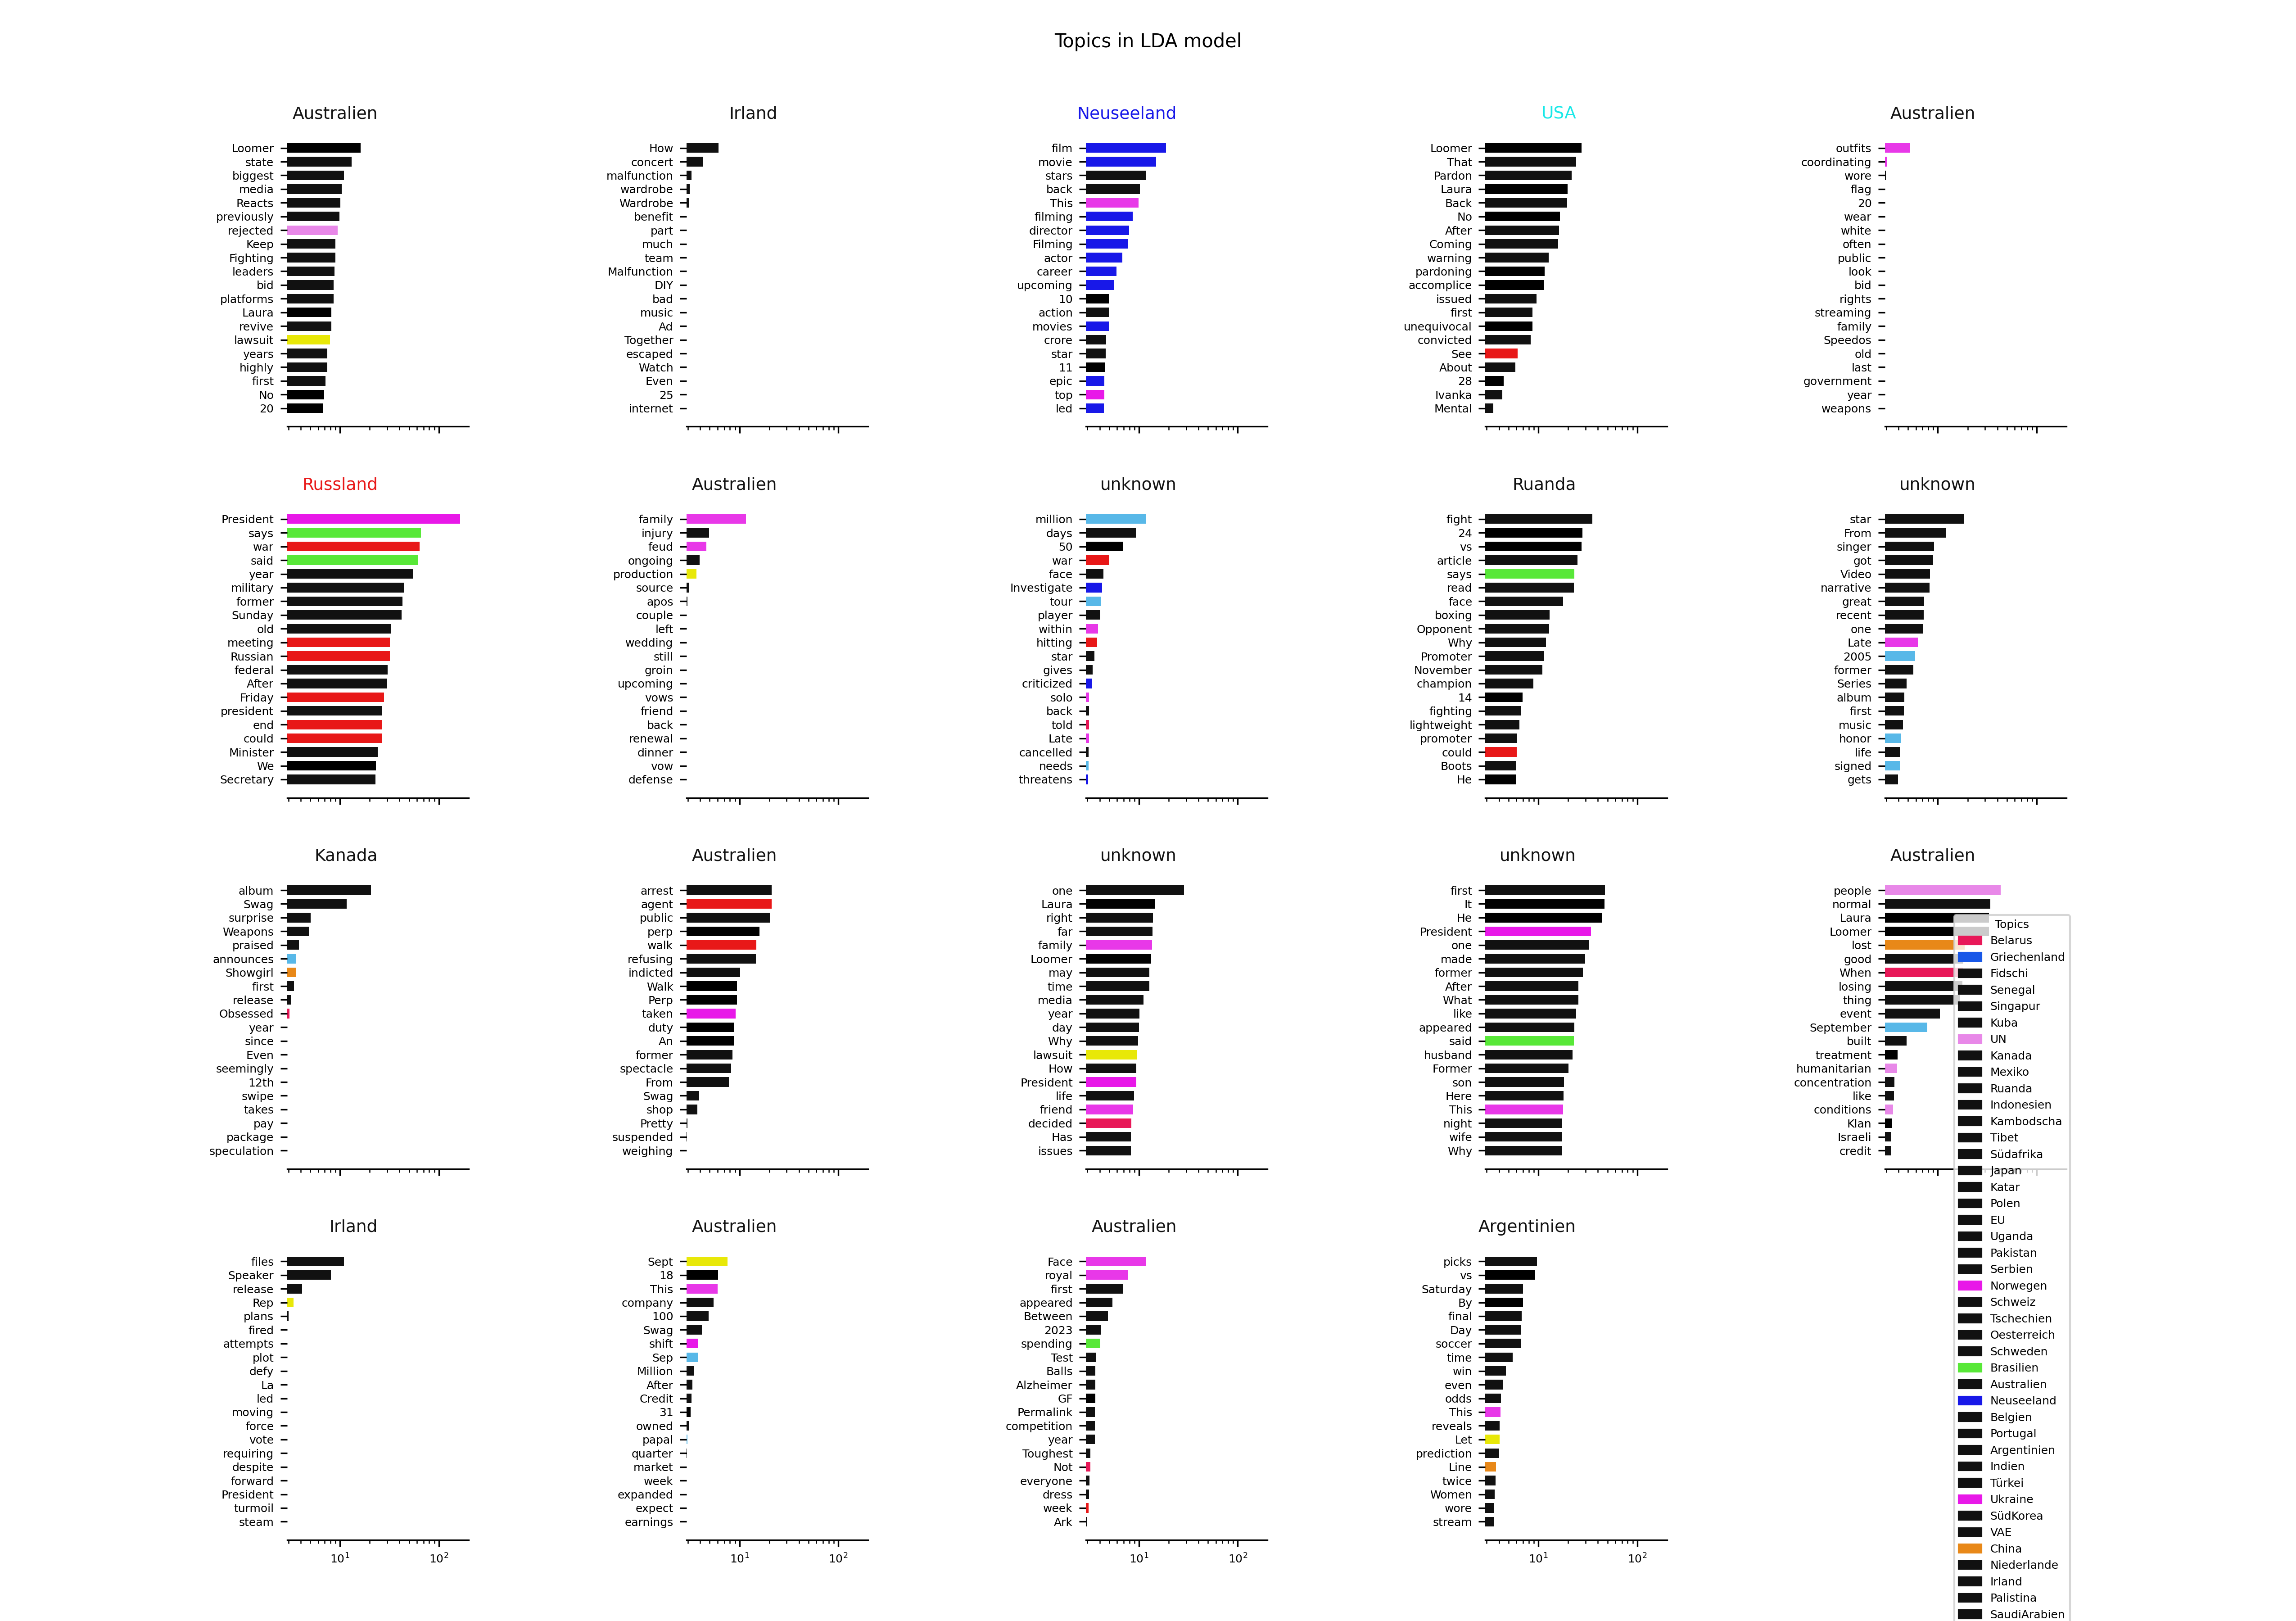 Topics in LDA model
Australien
Loomer
state
biggest
media
Reacts
previously
rejected
Keep
Fighting
leaders
bid
platforms
Laura
revive
lawsuit
years
highly
first
No
20
Irland
How
concert
malfunction
wardrobe
Wardrobe
benefit
part
much
team
Malfunction
DIY
bad
music
Ad
Together
escaped
Watch
Even
25
internet
Neuseeland
film
movie
stars
back
This
filming
director
Filming
actor
career
upcoming
10
action
movies
crore
star
11
epic
top
led
USA
Loomer
That
Pardon
Laura
Back
No
After
Coming
warning
pardoning
accomplice
issued
first
unequivocal
convicted
See
About
28
Ivanka
Mental
Australien
outfits
coordinating
wore
flag
20
wear
white
often
public
look
bid
rights
streaming
family
Speedos
old
last
government
year
weapons
Russland
President
says
war
said
year
military
former
Sunday
old
meeting
Russian
federal
After
Friday
president
end
could
Minister
We
Secretary
Australien
family
injury
feud
ongoing
production
source
apos
couple
left
wedding
still
groin
upcoming
vows
friend
back
renewal
dinner
vow
defense
unknown
million
days
50
war
face
Investigate
tour
player
within
hitting
star
gives
criticized
solo
back
told
Late
cancelled
needs
threatens
Ruanda
fight
24
vs
article
says
read
face
boxing
Opponent
Why
Promoter
November
champion
14
fighting
lightweight
promoter
could
Boots
He
unknown
star
From
singer
got
Video
narrative
great
recent
one
Late
2005
former
Series
album
first
music
honor
life
signed
gets
Kanada
album
Swag
surprise
Weapons
praised
announces
Showgirl
first
release
Obsessed
year
since
Even
seemingly
12th
swipe
takes
pay
package
speculation
Australien
arrest
agent
public
perp
walk
refusing
indicted
Walk
Perp
taken
duty
An
former
spectacle
From
Swag
shop
Pretty
suspended
weighing
unknown
one
Laura
right
far
family
Loomer
may
time
media
year
day
Why
lawsuit
How
President
life
friend
decided
Has
issues
unknown
first
It
He
President
one
made
former
After
What
like
appeared
said
husband
Former
son
Here
This
night
wife
Why
Australien
people
normal
Laura
Loomer
lost
good
When
losing
thing
event
September
built
treatment
humanitarian
concentration
like
conditions
Klan
Israeli
credit
Irland
files
Speaker
release
Rep
plans
fired
attempts
plot
defy
La
led
moving
force
vote
requiring
despite
forward
President
turmoil
steam
10¹
10²
Australien
Sept
18
This
company
100
Swag
shift
Sep
Million
After
Credit
31
owned
papal
quarter
market
week
expanded
expect
earnings
10¹
10²
Australien
Face
royal
first
appeared
Between
2023
spending
Test
Balls
Alzheimer
GF
Permalink
competition
year
Toughest
Not
everyone
dress
week
Ark
10¹
10²
Argentinien
picks
vs
Saturday
By
final
Day
soccer
time
win
even
odds
This
reveals
Let
prediction
Line
twice
Women
wore
stream
10¹
10²
Topics
Belarus
Griechenland
Fidschi
Senegal
Singapur
Kuba
UN
Kanada
Mexiko
Ruanda
Indonesien
Kambodscha
Tibet
Südafrika
Japan
Katar
Polen
EU
Uganda
Pakistan
Serbien
Norwegen
Schweiz
Tschechien
Oesterreich
Schweden
Brasilien
Australien
Neuseeland
Belgien
Portugal
Argentinien
Indien
Türkei
Ukraine
SüdKorea
VAE
China
Niederlande
Irland
Palistina
SaudiArabien